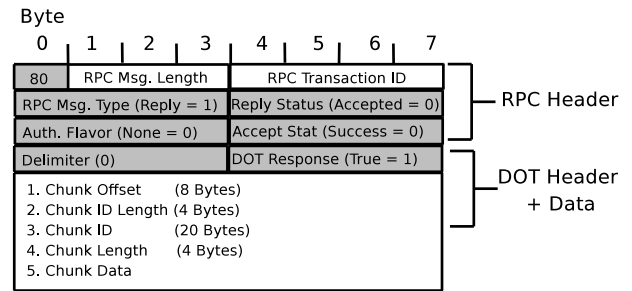 Byte
0 1 2 3 4 5 6 7
80 RPC Msg. Length RPC Transaction ID
RPC Msg. Type (Reply = 1) Reply Status (Accepted = 0)
RPC Header
Auth. Flavor (None = 0) Accept Stat (Success = 0)
Delimiter (0) DOT Response (True = 1)
DOT Header
+ Data
1. Chunk Offset (8 Bytes)
2. Chunk ID Length (4 Bytes)
3. Chunk ID (20 Bytes)
4. Chunk Length (4 Bytes)
5. Chunk Data